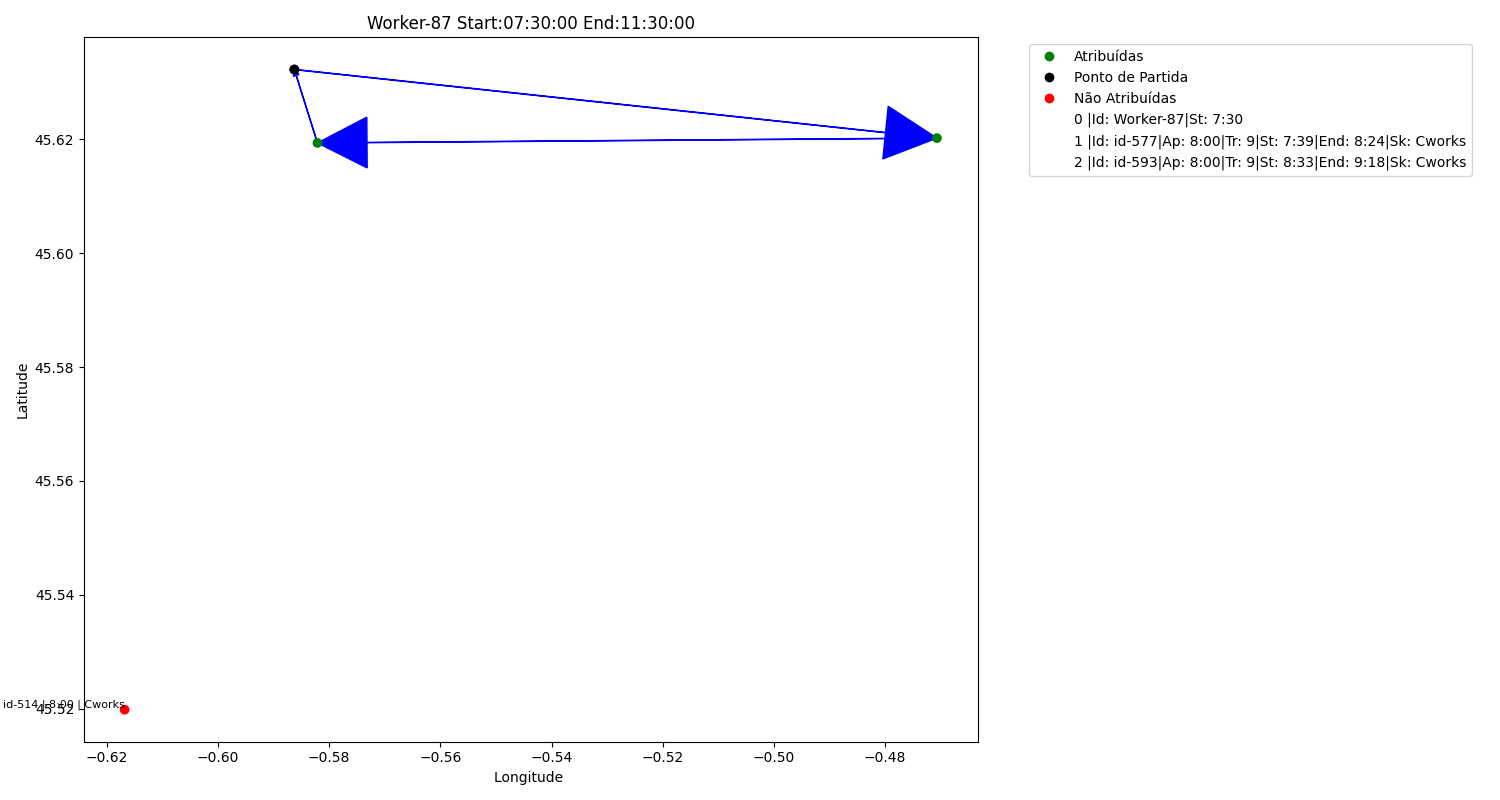 Worker-87 Start:07:30:00 End:11:30:00
Atribuídas
Ponto de Partida
Não Atribuídas
0 |Id: Worker-87|St: 7:30
1 |Id: id-577|Ap: 8:00|Tr: 9|St: 7:39|End: 8:24|Sk: Cworks
2 |Id: id-593|Ap: 8:00|Tr: 9|St: 8:33|End: 9:18|Sk: Cworks
45.62
45.60
45.58
Latitude
45.56
45.54
id-514 | 8:00 | Cworks
45.52
−0.62 −0.60 −0.58 −0.56 −0.54 −0.52 −0.50 −0.48
Longitude